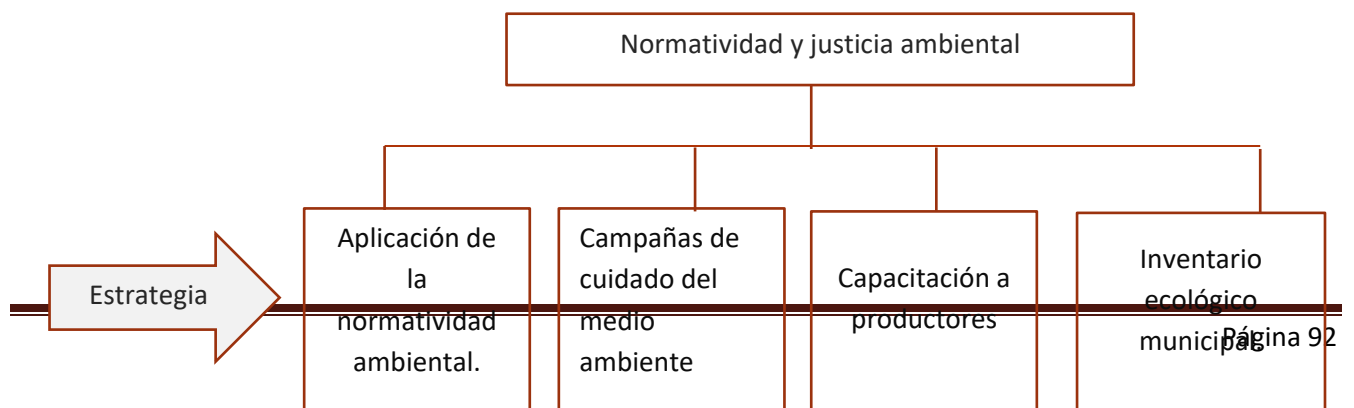 Normatividad y justicia ambiental
Estrategia
Aplicación de
la
normatividad
ambiental.
Campañas de
cuidado del
medio
ambiente
Capacitación a
productores
Inventario
ecológico
municipal.
Página 92